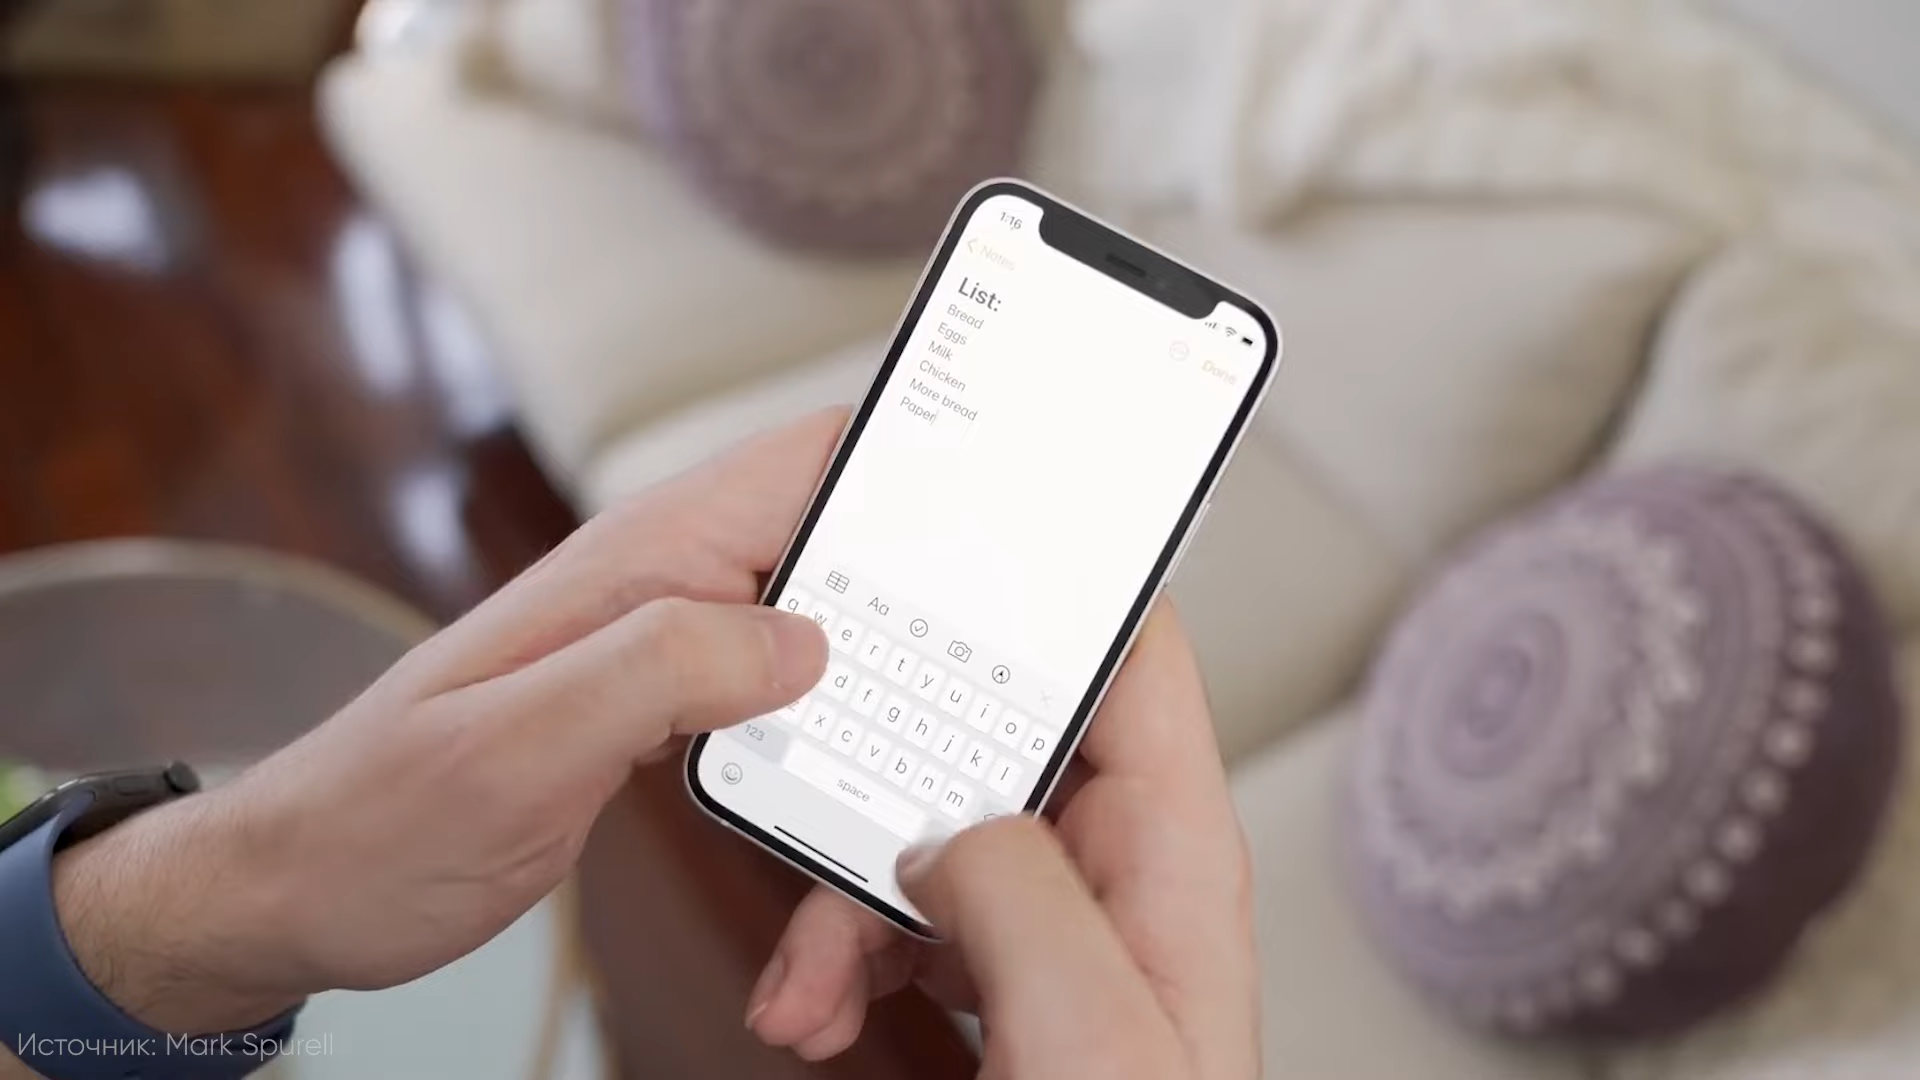 1:16
Notes
Done
List:
Bread
Eggs
Milk
Chicken
More bread
Paper
Aa
q w e r t y u i o p
d f g h j k l
z x c v b n m
123
space
Источник: Mark Spurell